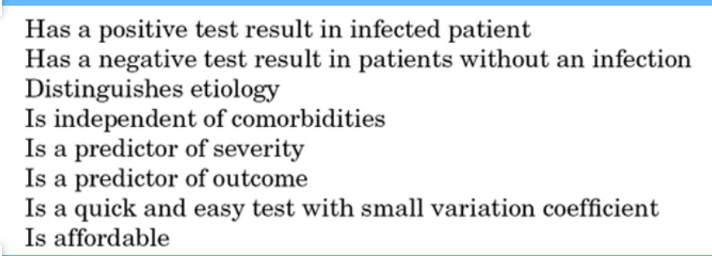 Has a positive test result in infected patient
Has a negative test result in patients without an infection
Distinguishes etiology
Is independent of comorbidities
Is a predictor of severity
Is a predictor of outcome
Is a quick and easy test with small variation coefficient
Is affordable